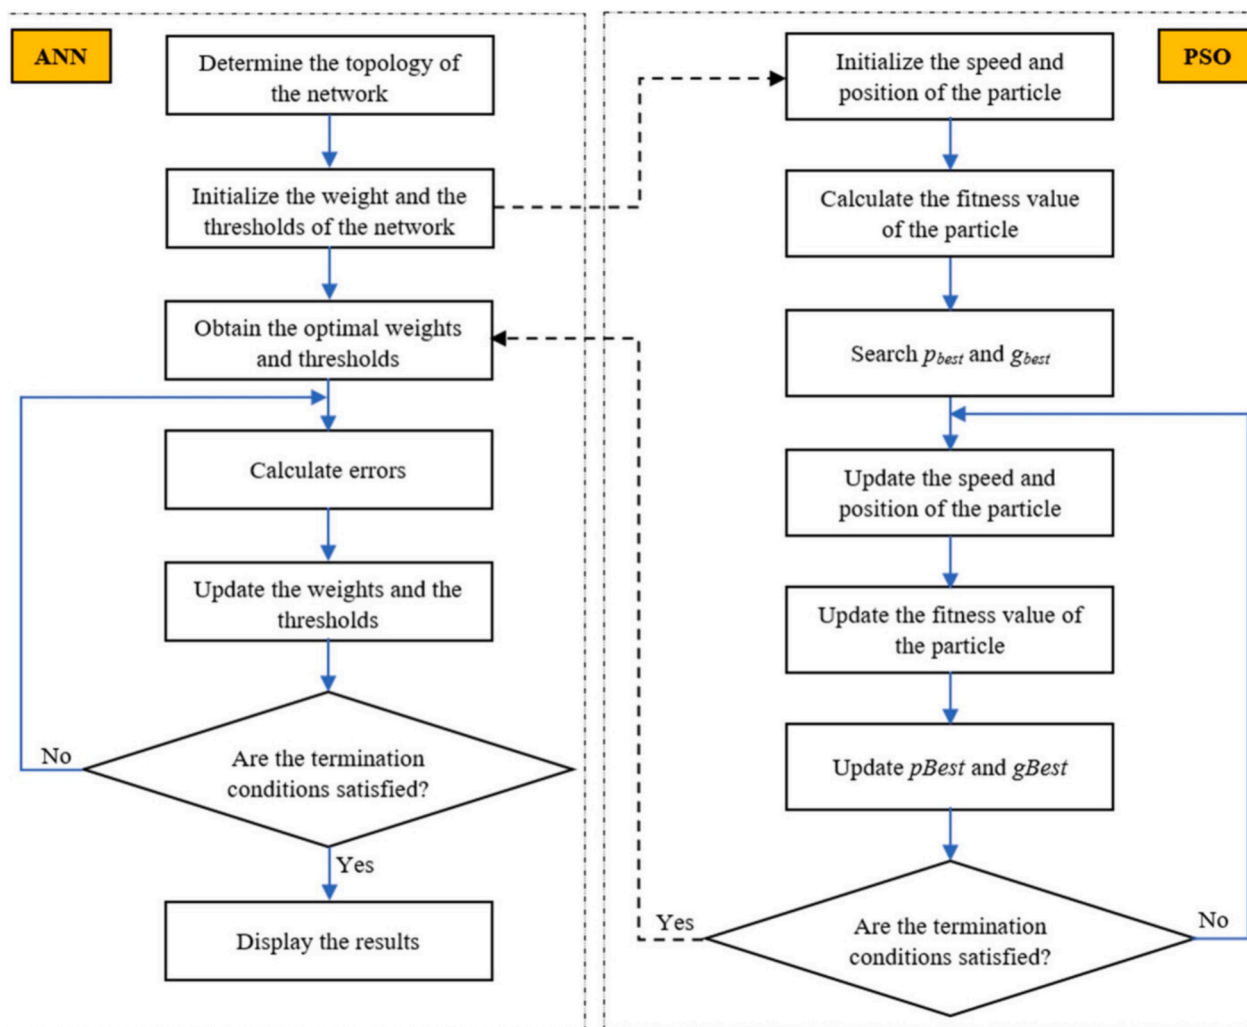 ANN
Determine the topology of
the network
Initialize the weight and the
thresholds of the network
Obtain the optimal weights
and thresholds
Calculate errors
Update the weights and the
thresholds
No
Are the termination
conditions satisfied?
Yes
Display the results
PSO
Initialize the speed and
position of the particle
Calculate the fitness value
of the particle
Search pbest and gbest
Update the speed and
position of the particle
Update the fitness value of
the particle
Update pBest and gBest
Yes
Are the termination
conditions satisfied?
No